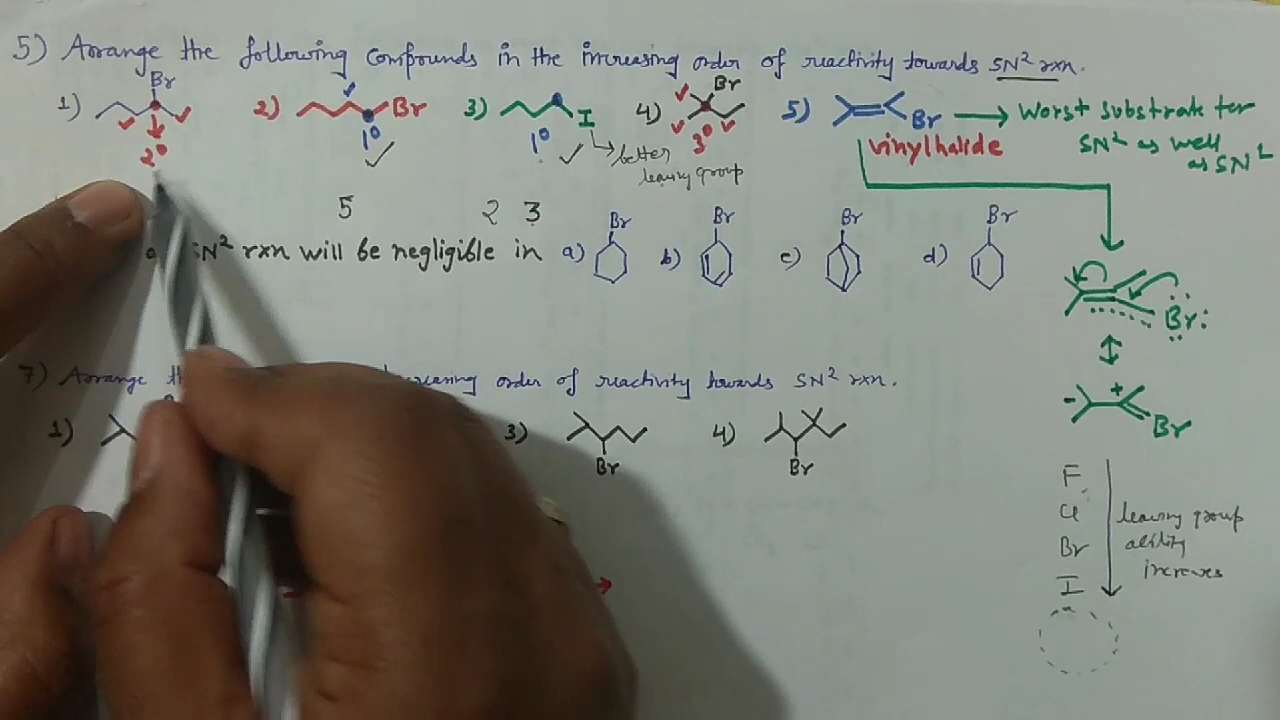 5) Arrange the following compounds in the increasing order of reactivity towards SN² rxn.
1) Br 2° 2) Br 1° 3) I 1° 4) Br 3° 5) Br
better leaving group
vinylhalide
Worst substrate for
SN² as well
as SN¹
5 2 3
SN² rxn will be negligible in a) Br b) Br c) Br d) Br
Br:
- +
Br
7) Arrange order of reactivity towards SN² rxn.
1) 3) Br 4) Br
F
Cl
Br
I
leaving group
ability
increases